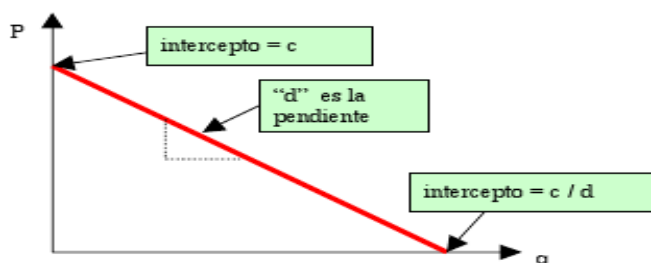 P
intercepto = c
“d” es la
pendiente
intercepto = c / d
q